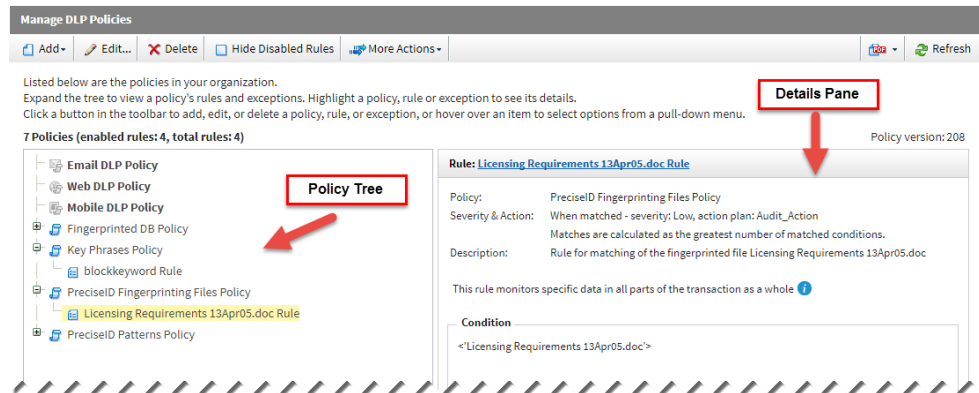 Manage DLP Policies
Add Edit... Delete Hide Disabled Rules More Actions PDF Refresh
Listed below are the policies in your organization.
Expand the tree to view a policy's rules and exceptions. Highlight a policy, rule or exception to see its details.
Click a button in the toolbar to add, edit, or delete a policy, rule, or exception, or hover over an item to select options from a pull-down menu.
Details Pane
7 Policies (enabled rules: 4, total rules: 4) Policy version: 208
Email DLP Policy
Web DLP Policy
Mobile DLP Policy
Fingerprinted DB Policy
Key Phrases Policy
blockkeyword Rule
PreciseID Fingerprinting Files Policy
Licensing Requirements 13Apr05.doc Rule
PreciseID Patterns Policy
Policy Tree
Rule: Licensing Requirements 13Apr05.doc Rule
Policy: PreciseID Fingerprinting Files Policy
Severity & Action: When matched - severity: Low, action plan: Audit_Action
Matches are calculated as the greatest number of matched conditions.
Description: Rule for matching of the fingerprinted file Licensing Requirements 13Apr05.doc
This rule monitors specific data in all parts of the transaction as a whole
Condition
<'Licensing Requirements 13Apr05.doc'>